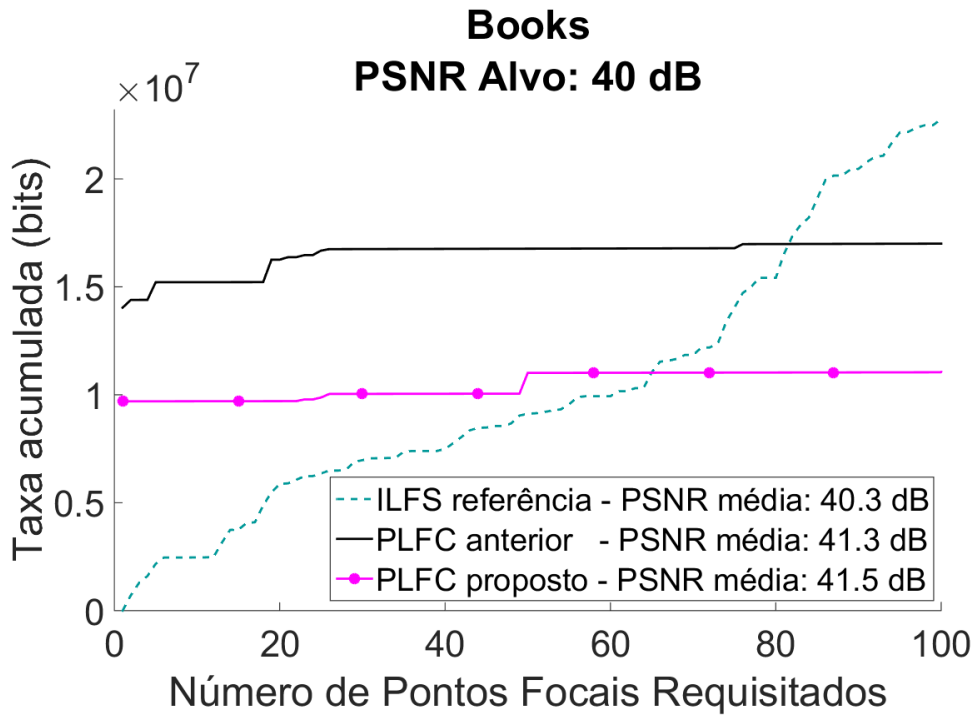 Books
PSNR Alvo: 40 dB
×10^7
Taxa acumulada (bits)
2
1.5
1
0.5
0
0 20 40 60 80 100
ILFS referência - PSNR média: 40.3 dB
PLFC anterior - PSNR média: 41.3 dB
PLFC proposto - PSNR média: 41.5 dB
Número de Pontos Focais Requisitados